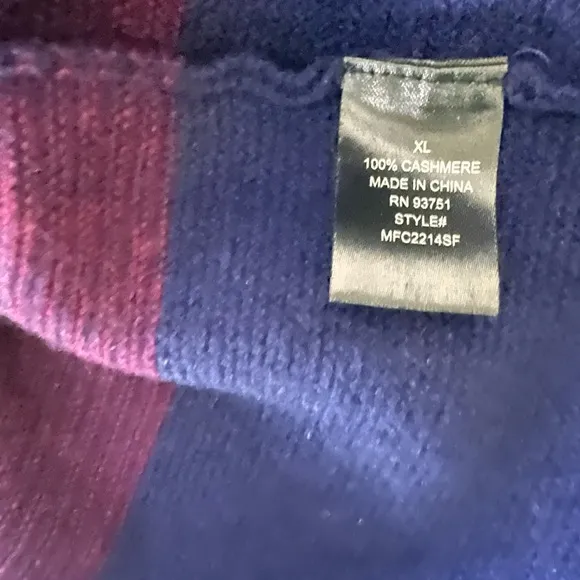 XL
100% CASHMERE
MADE IN CHINA
RN 93751
STYLE#
MFC2214SF